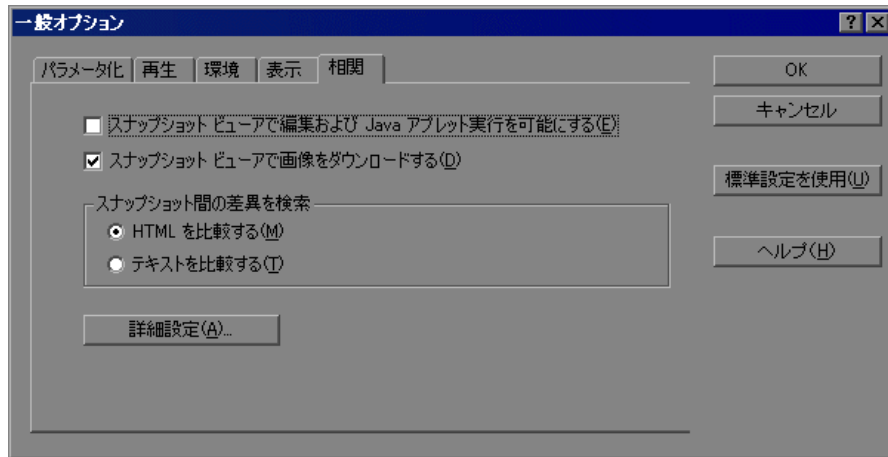 一般オプション
パラメータ化 再生 環境 表示 相関
スナップショット ビューアで編集および Java アプレット実行を可能にする(E)
スナップショット ビューアで画像をダウンロードする(D)
スナップショット間の差異を検索
HTML を比較する(M)
テキストを比較する(T)
詳細設定(A)...
OK
キャンセル
標準設定を使用(U)
ヘルプ(H)